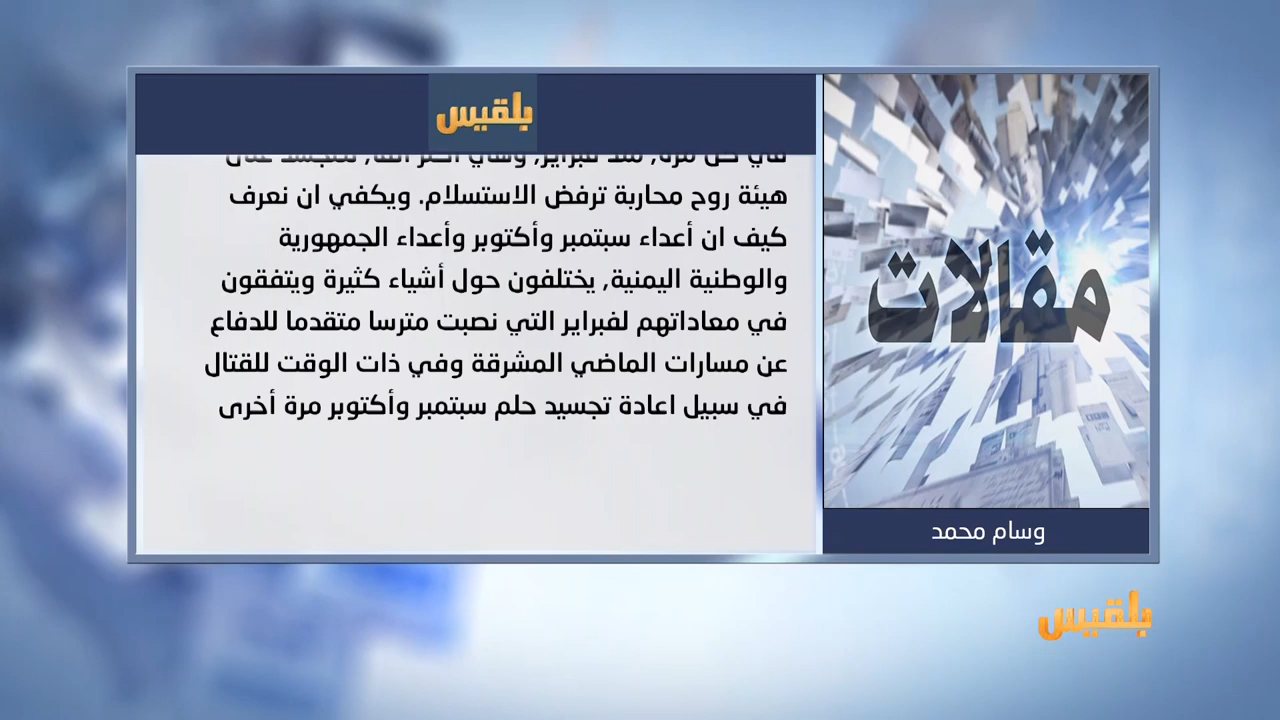 بلقيس
هيئة روح محاربة ترفض الاستسلام. ويكفي ان نعرف
كيف ان أعداء سبتمبر وأكتوبر وأعداء الجمهورية
والوطنية اليمنية, يختلفون حول أشياء كثيرة ويتفقون
في معاداتهم لفبراير التي نصبت مترسا متقدما للدفاع
عن مسارات الماضي المشرقة وفي ذات الوقت للقتال
في سبيل اعادة تجسيد حلم سبتمبر وأكتوبر مرة أخرى
مقالات
وسام محمد
بلقيس